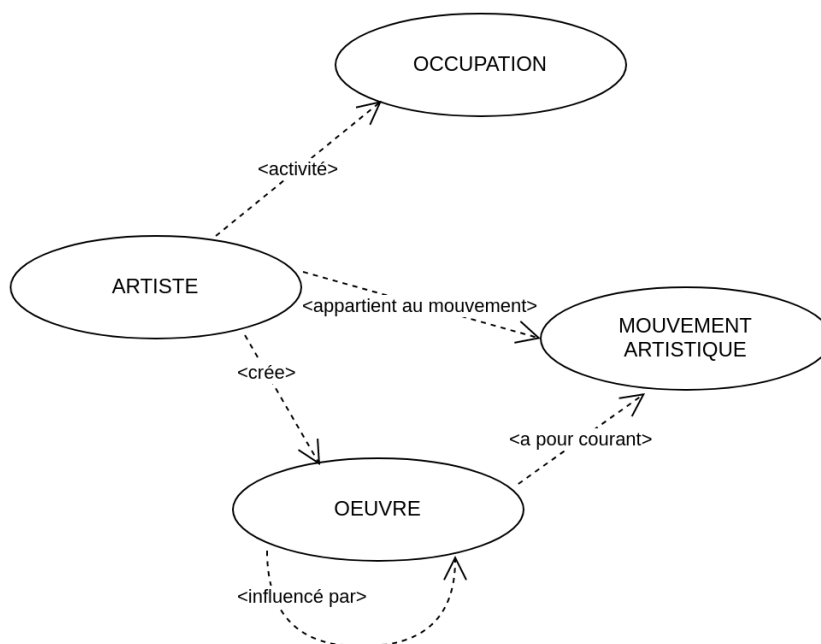 OCCUPATION
<activité>
ARTISTE
<appartient au mouvement>
MOUVEMENT
ARTISTIQUE
<crée>
<a pour courant>
OEUVRE
<influencé par>